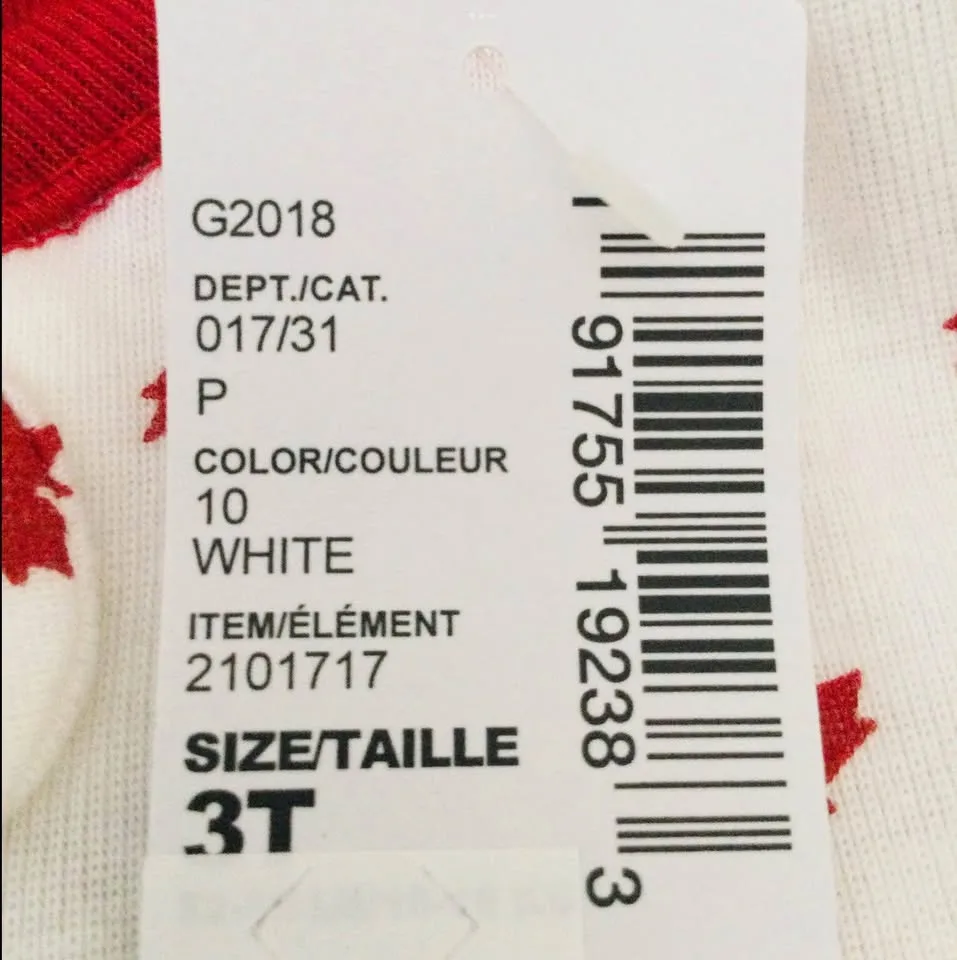 G2018
DEPT./CAT.
017/31
P
COLOR/COULEUR
10
WHITE
ITEM/ÉLÉMENT
2101717
SIZE/TAILLE
3T
91755 19238 3